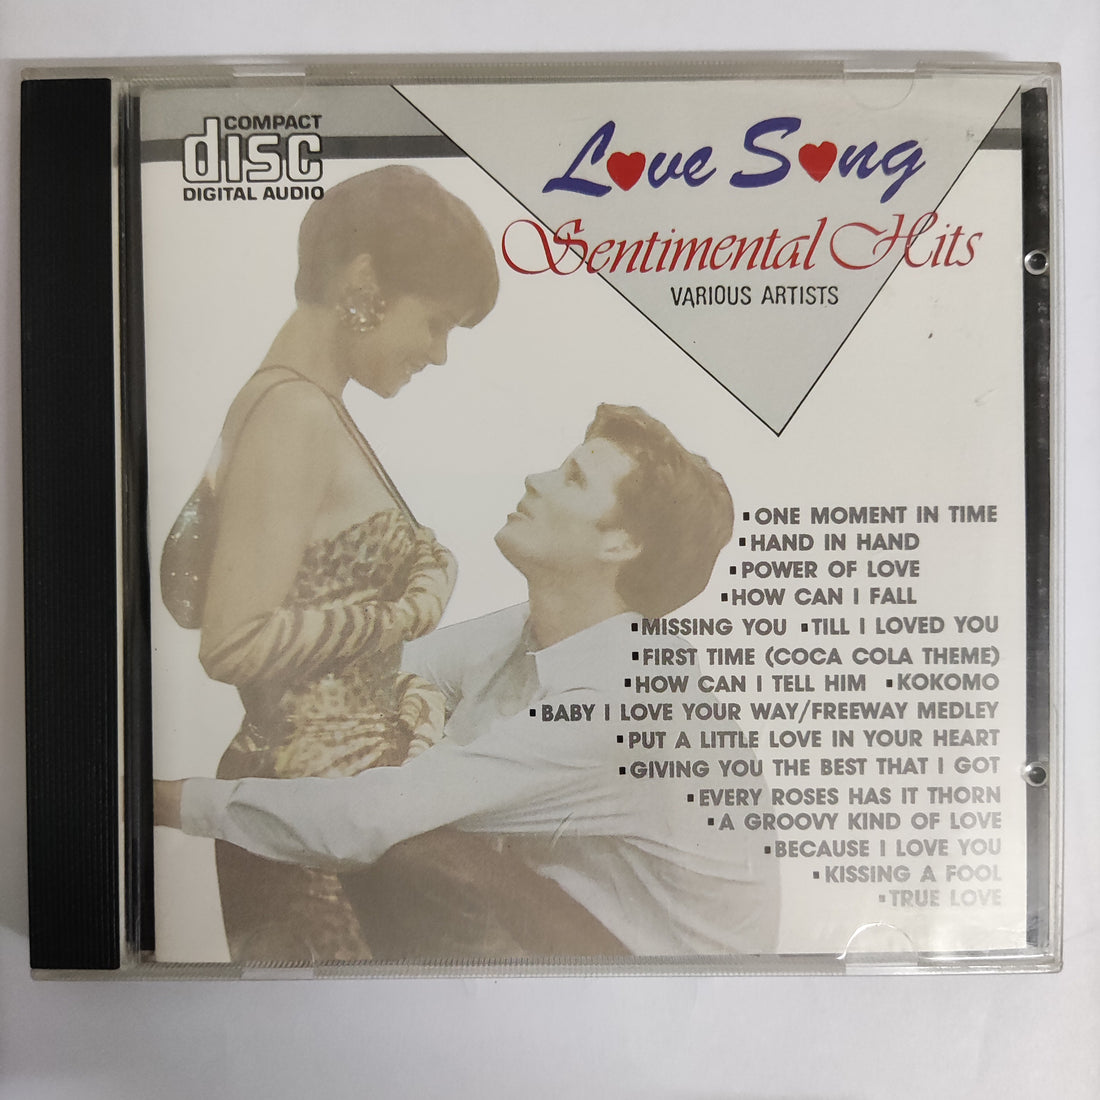 COMPACT
disc
DIGITAL AUDIO
Love Song
Sentimental Hits
VARIOUS ARTISTS
▪ONE MOMENT IN TIME
▪HAND IN HAND
▪POWER OF LOVE
▪HOW CAN I FALL
▪MISSING YOU ▪TILL I LOVED YOU
▪FIRST TIME (COCA COLA THEME)
▪HOW CAN I TELL HIM ▪KOKOMO
▪BABY I LOVE YOUR WAY/FREEWAY MEDLEY
▪PUT A LITTLE LOVE IN YOUR HEART
▪GIVING YOU THE BEST THAT I GOT
▪EVERY ROSES HAS IT THORN
▪A GROOVY KIND OF LOVE
▪BECAUSE I LOVE YOU
▪KISSING A FOOL
▪TRUE LOVE